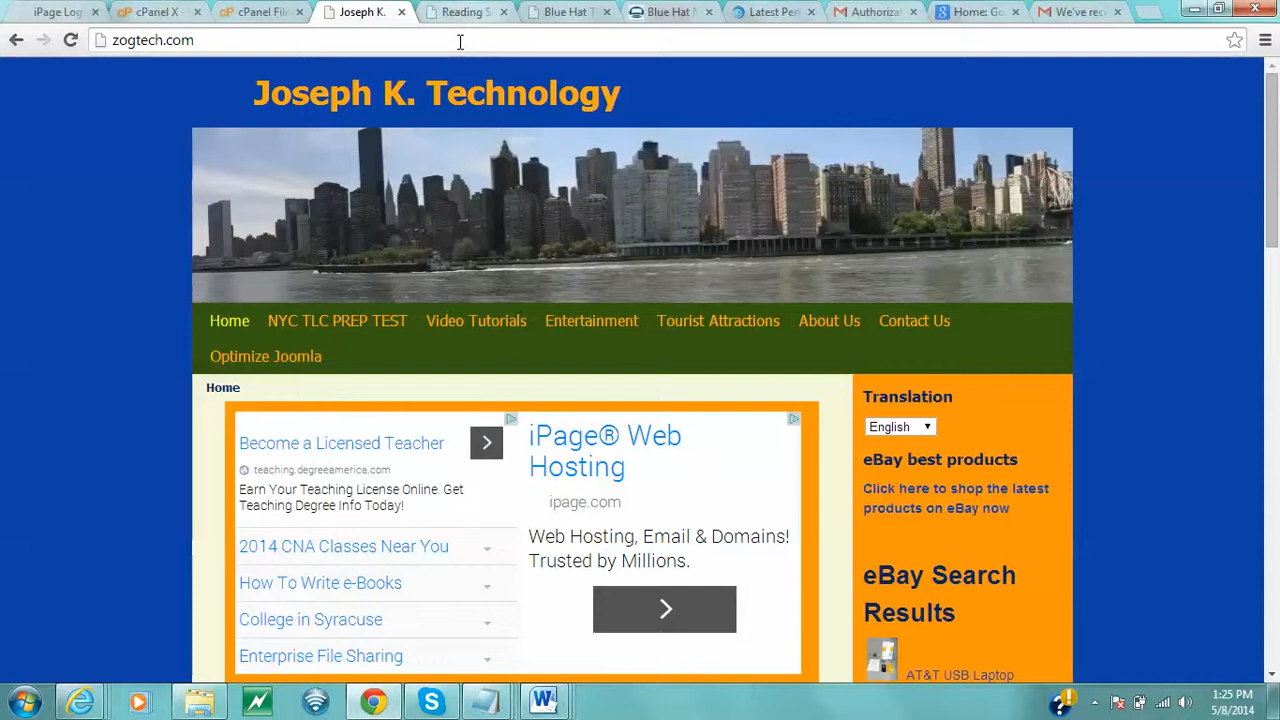 iPage Log
cPanel X -
cPanel File
Joseph K.
Reading S
Blue Hat T
Blue Hat M
Latest Per
Authoriza
Home: Go
We've rec
zogtech.com
Joseph K. Technology
Home
NYC TLC PREP TEST
Video Tutorials
Entertainment
Tourist Attractions
About Us
Contact Us
Optimize Joomla
Home
Become a Licensed Teacher
teaching.degreeamerica.com
Earn Your Teaching License Online. Get
Teaching Degree Info Today!
2014 CNA Classes Near You
How To Write e-Books
College in Syracuse
Enterprise File Sharing
iPage® Web
Hosting
ipage.com
Web Hosting, Email & Domains!
Trusted by Millions.
Translation
English
eBay best products
Click here to shop the latest
products on eBay now
eBay Search
Results
AT&T USB Laptop
1:25 PM
5/8/2014